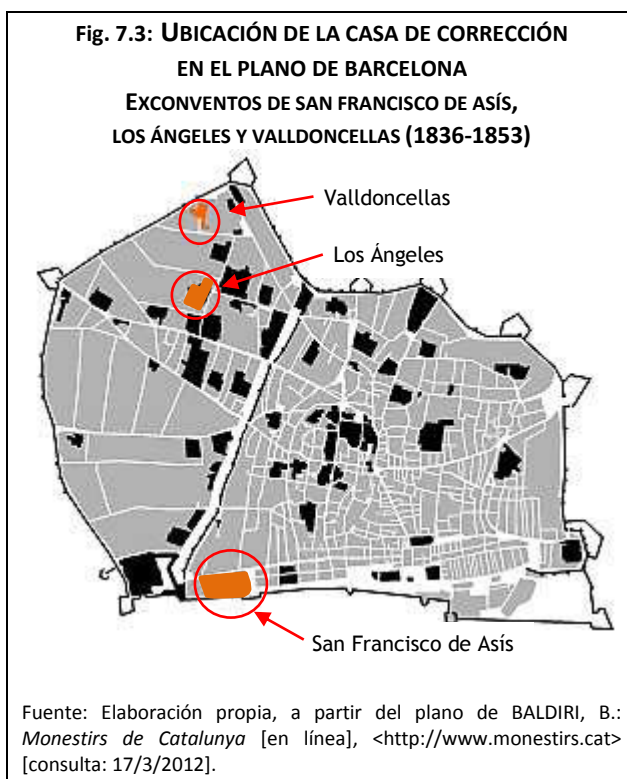 Fig. 7.3: UBICACIÓN DE LA CASA DE CORRECCIÓN
EN EL PLANO DE BARCELONA
EXCONVENTOS DE SAN FRANCISCO DE ASÍS,
LOS ÁNGELES Y VALLDONCELLAS (1836-1853)
Valldoncellas
Los Ángeles
San Francisco de Asís
Fuente: Elaboración propia, a partir del plano de BALDIRI, B.:
Monestirs de Catalunya [en línea], <http://www.monestirs.cat>
[consulta: 17/3/2012].